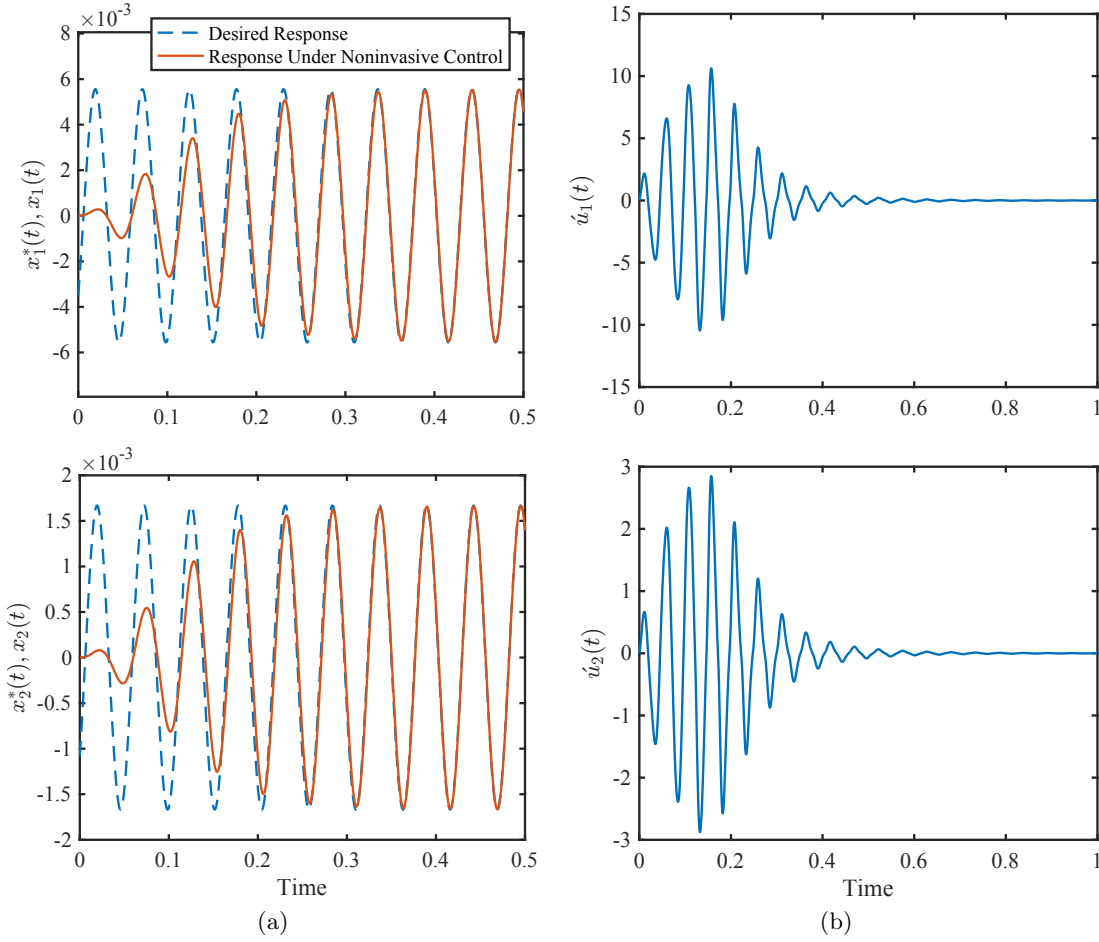 ×10⁻³
Desired Response
Response Under Noninvasive Control
8
6
4
2
0
-2
-4
-6
x₁*(t), x₁(t)
0 0.1 0.2 0.3 0.4 0.5
15
10
5
0
-5
-10
-15
ú₁(t)
0 0.2 0.4 0.6 0.8 1
×10⁻³
2
1.5
1
0.5
0
-0.5
-1
-1.5
-2
x₂*(t), x₂(t)
0 0.1 0.2 0.3 0.4 0.5
Time
(a)
3
2
1
0
-1
-2
-3
ú₂(t)
0 0.2 0.4 0.6 0.8 1
Time
(b)